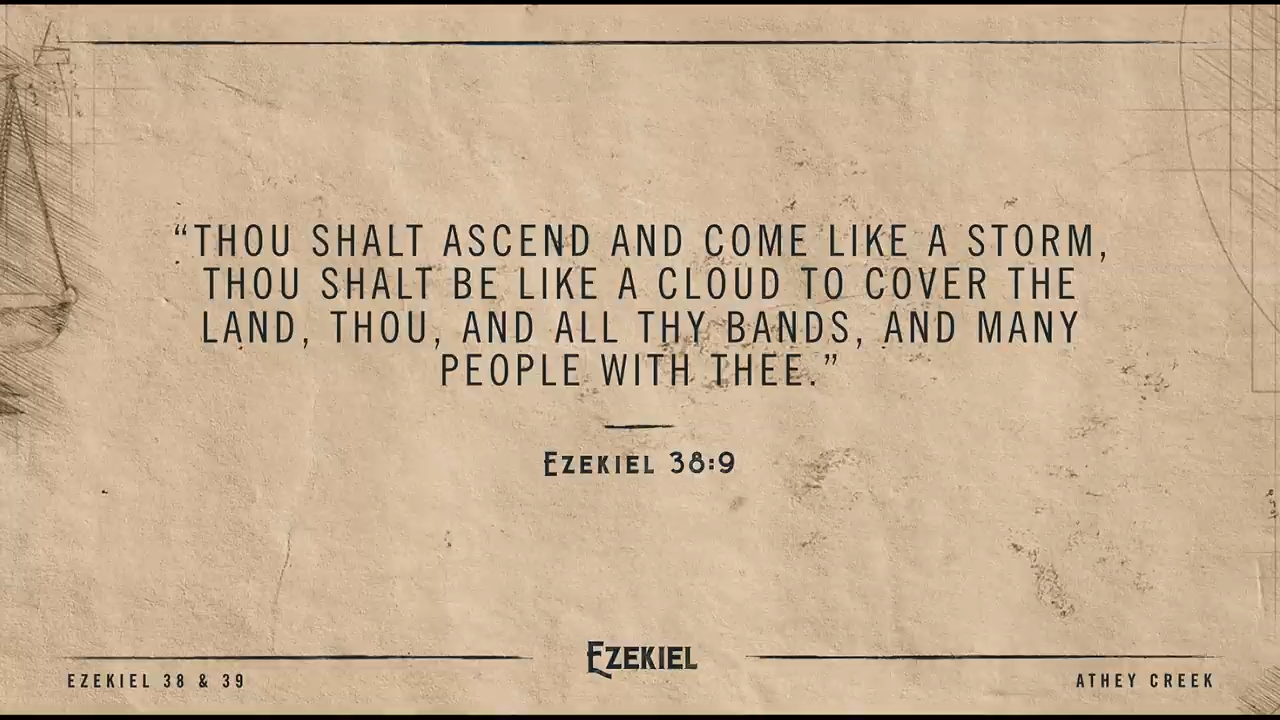 “THOU SHALT ASCEND AND COME LIKE A STORM,
THOU SHALT BE LIKE A CLOUD TO COVER THE
LAND, THOU, AND ALL THY BANDS, AND MANY
PEOPLE WITH THEE.”
EZEKIEL 38:9
EZEKIEL
EZEKIEL 38 & 39
ATHEY CREEK